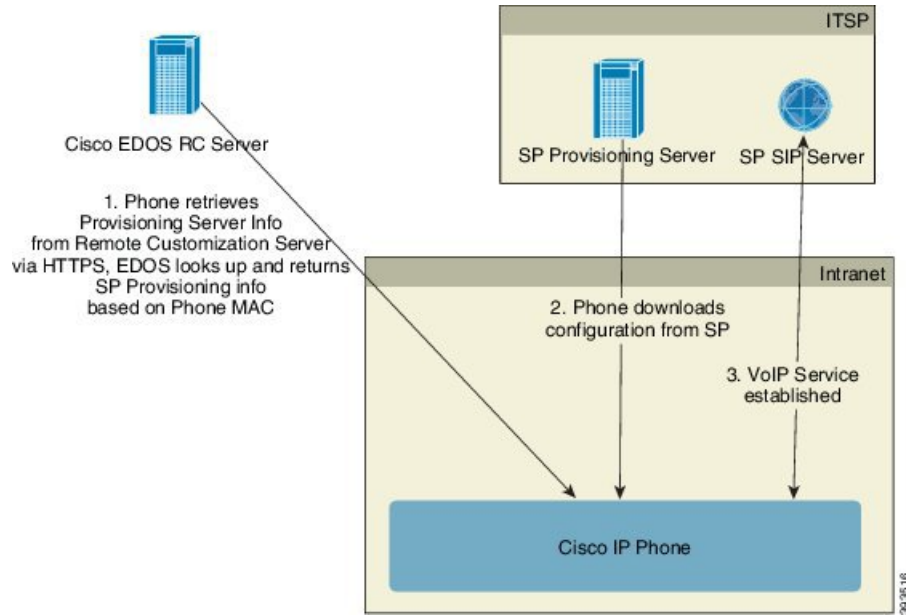 ITSP
Cisco EDOS RC Server
SP Provisioning Server
SP SIP Server
1. Phone retrieves
Provisioning Server Info
from Remote Customization Server
via HTTPS, EDOS looks up and returns
SP Provisioning info
based on Phone MAC
Intranet
2. Phone downloads
configuration from SP
3. VoIP Service
established
Cisco IP Phone
393516